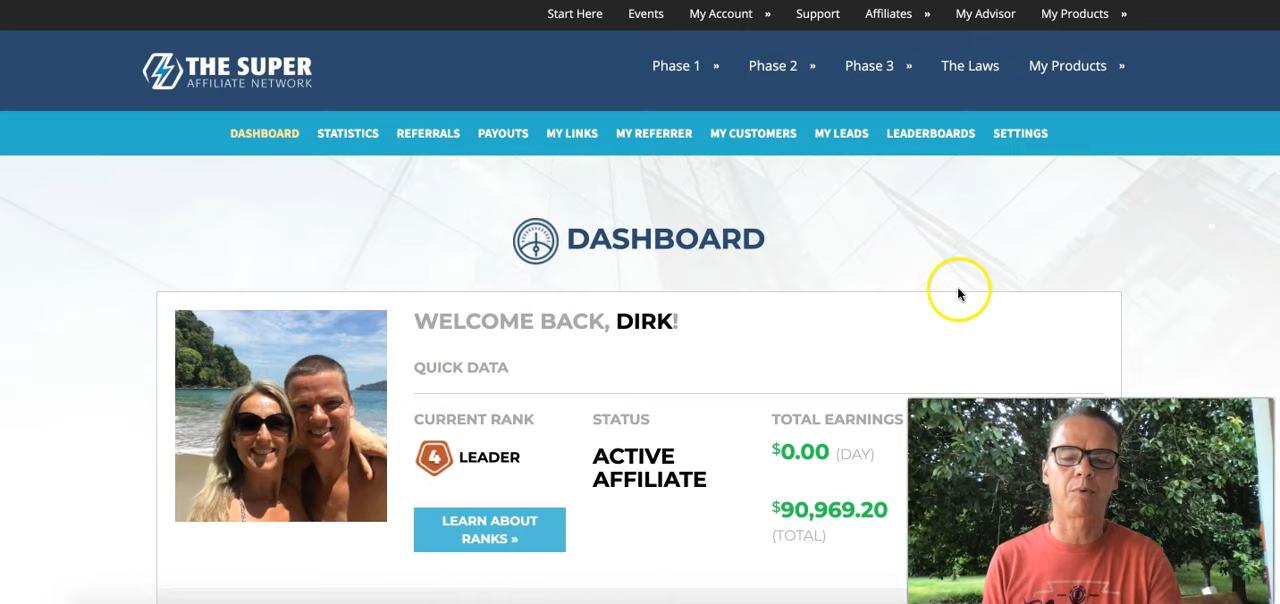 Start Here Events My Account » Support Affiliates » My Advisor My Products »
THE SUPER
AFFILIATE NETWORK
Phase 1 » Phase 2 » Phase 3 » The Laws My Products »
DASHBOARD STATISTICS REFERRALS PAYOUTS MY LINKS MY REFERRER MY CUSTOMERS MY LEADS LEADERBOARDS SETTINGS
DASHBOARD
WELCOME BACK, DIRK!
QUICK DATA
CURRENT RANK STATUS TOTAL EARNINGS
4 LEADER
ACTIVE
AFFILIATE
$0.00 (DAY)
$90,969.20
(TOTAL)
LEARN ABOUT
RANKS »